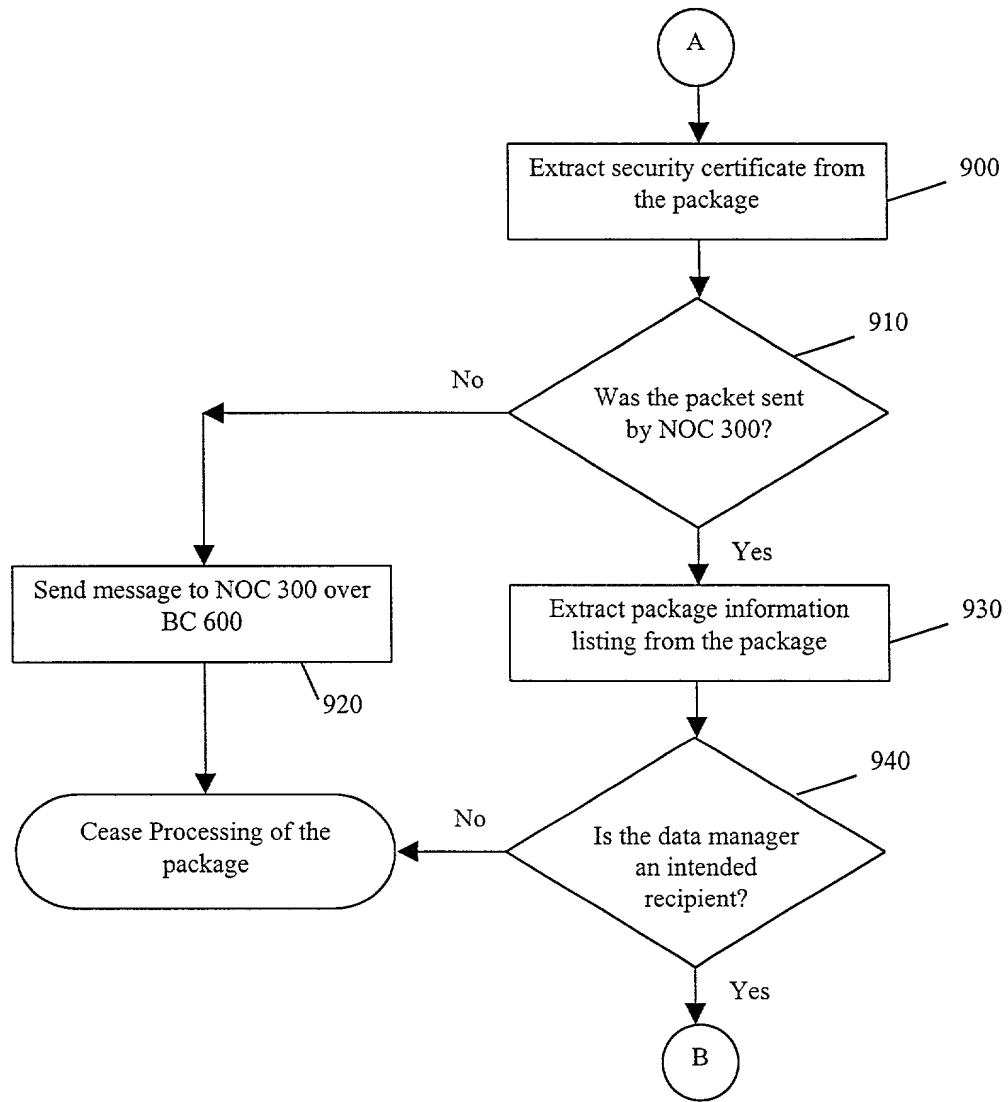 A
Extract security certificate from
the package
900
910
No
Was the packet sent
by NOC 300?
Yes
Send message to NOC 300 over
BC 600
920
Extract package information
listing from the package
930
940
No
Cease Processing of the
package
Is the data manager
an intended
recipient?
Yes
B